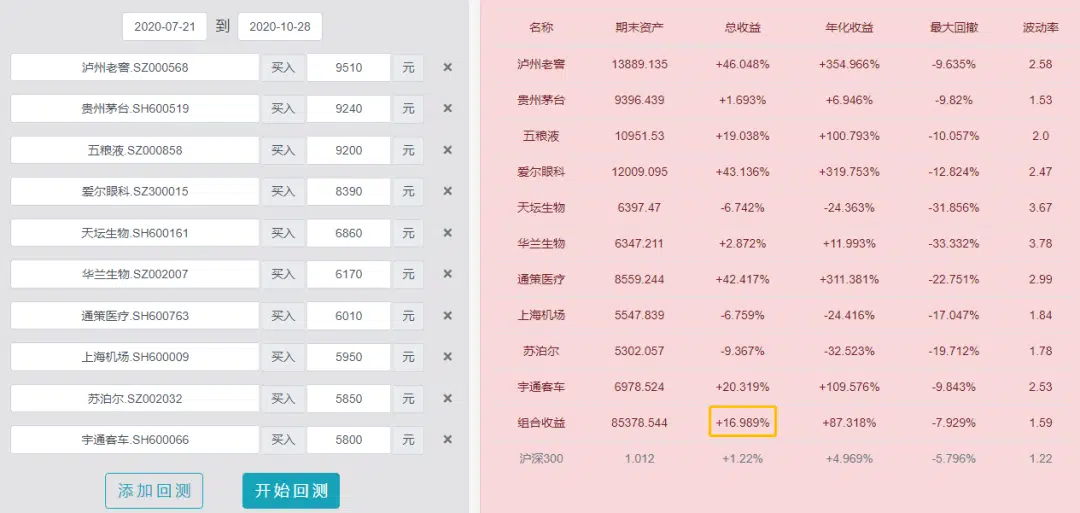 2020-07-21 到 2020-10-28
泸州老窖.SZ000568 买入 9510 元 ×
贵州茅台.SH600519 买入 9240 元 ×
五粮液.SZ000858 买入 9200 元 ×
爱尔眼科.SZ300015 买入 8390 元 ×
天坛生物.SH600161 买入 6860 元 ×
华兰生物.SZ002007 买入 6170 元 ×
通策医疗.SH600763 买入 6010 元 ×
上海机场.SH600009 买入 5950 元 ×
苏泊尔.SZ002032 买入 5850 元 ×
宇通客车.SH600066 买入 5800 元 ×
添加回测 开始回测
名称 期末资产 总收益 年化收益 最大回撤 波动率
泸州老窖 13889.135 +46.048% +354.966% -9.635% 2.58
贵州茅台 9396.439 +1.693% +6.946% -9.82% 1.53
五粮液 10951.53 +19.038% +100.793% -10.057% 2.0
爱尔眼科 12009.095 +43.136% +319.753% -12.824% 2.47
天坛生物 6397.47 -6.742% -24.363% -31.856% 3.67
华兰生物 6347.211 +2.872% +11.993% -33.332% 3.78
通策医疗 8559.244 +42.417% +311.381% -22.751% 2.99
上海机场 5547.839 -6.759% -24.416% -17.047% 1.84
苏泊尔 5302.057 -9.367% -32.523% -19.712% 1.78
宇通客车 6978.524 +20.319% +109.576% -9.843% 2.53
组合收益 85378.544 +16.989% +87.318% -7.929% 1.59
沪深300 1.012 +1.22% +4.969% -5.796% 1.22